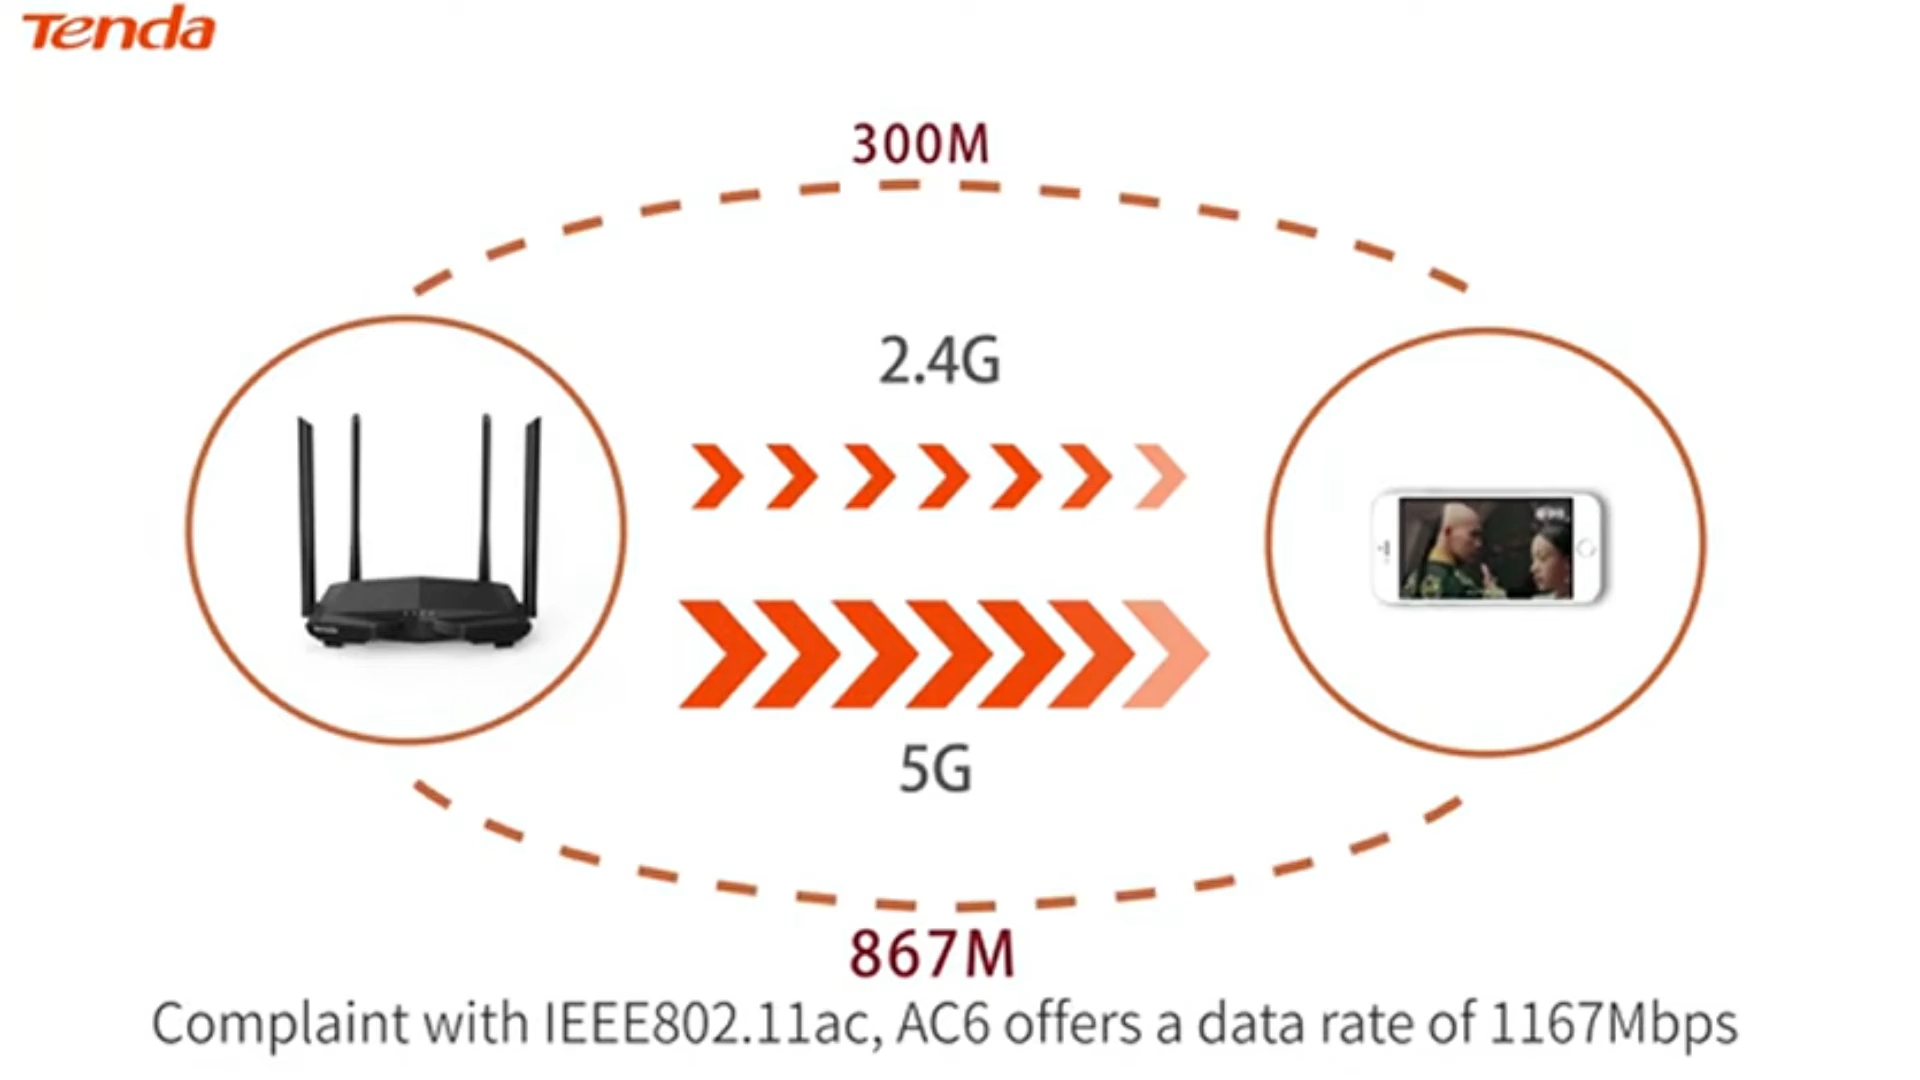 Tenda
300M
2.4G
5G
867M
Complaint with IEEE802.11ac, AC6 offers a data rate of 1167Mbps